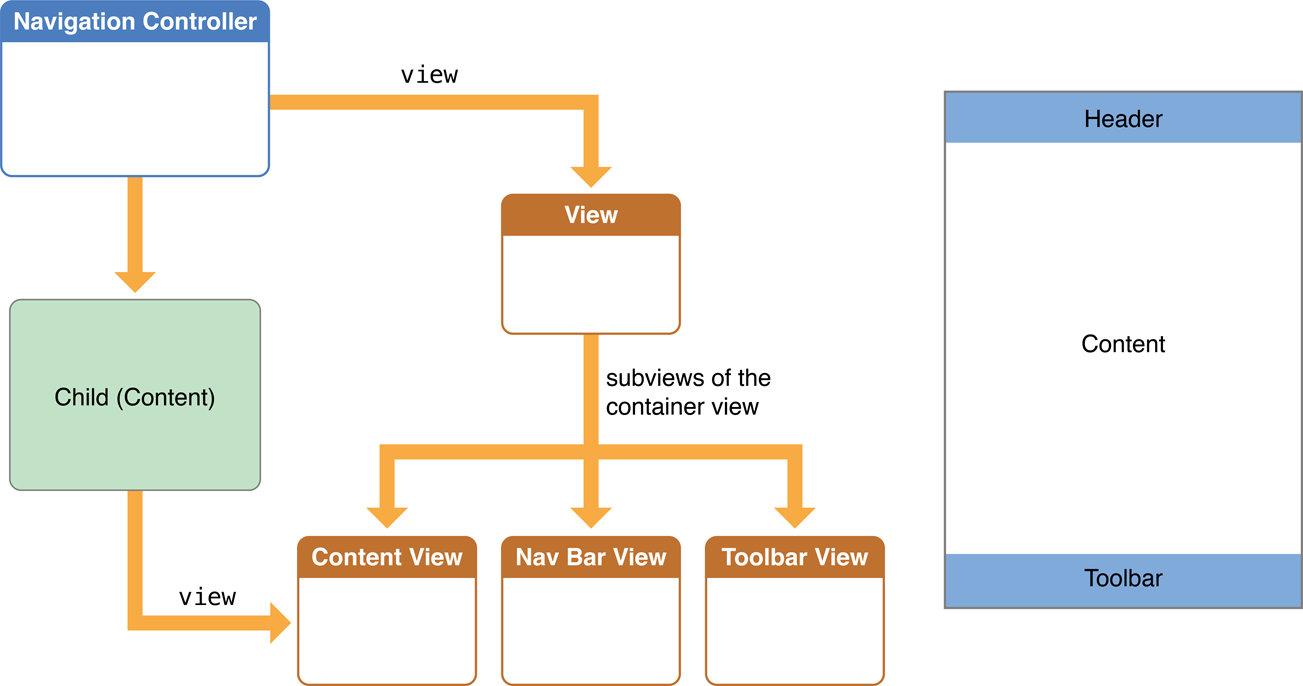 Navigation Controller
view
Header
View
Content
subviews of the
container view
Child (Content)
Content View
Nav Bar View
Toolbar View
Toolbar
view